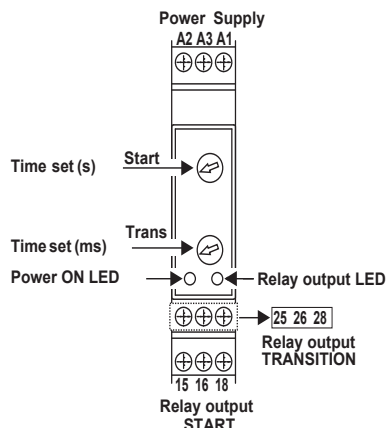 Power Supply
A2 A3 A1
Time set (s)
Start
Time set (ms)
Trans
Power ON LED
Relay output LED
25 26 28
Relay output
TRANSITION
15 16 18
Relay output
START